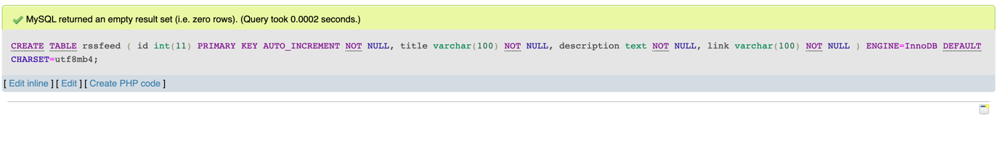 MySQL returned an empty result set (i.e. zero rows). (Query took 0.0002 seconds.)
CREATE TABLE rssfeed ( id int(11) PRIMARY KEY AUTO_INCREMENT NOT NULL, title varchar(100) NOT NULL, description text NOT NULL, link varchar(100) NOT NULL ) ENGINE=InnoDB DEFAULT
CHARSET=utf8mb4;
[ Edit inline ] [ Edit ] [ Create PHP code ]